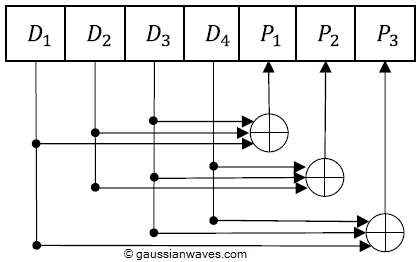 D₁ D₂ D₃ D₄ P₁ P₂ P₃
© gaussianwaves.com